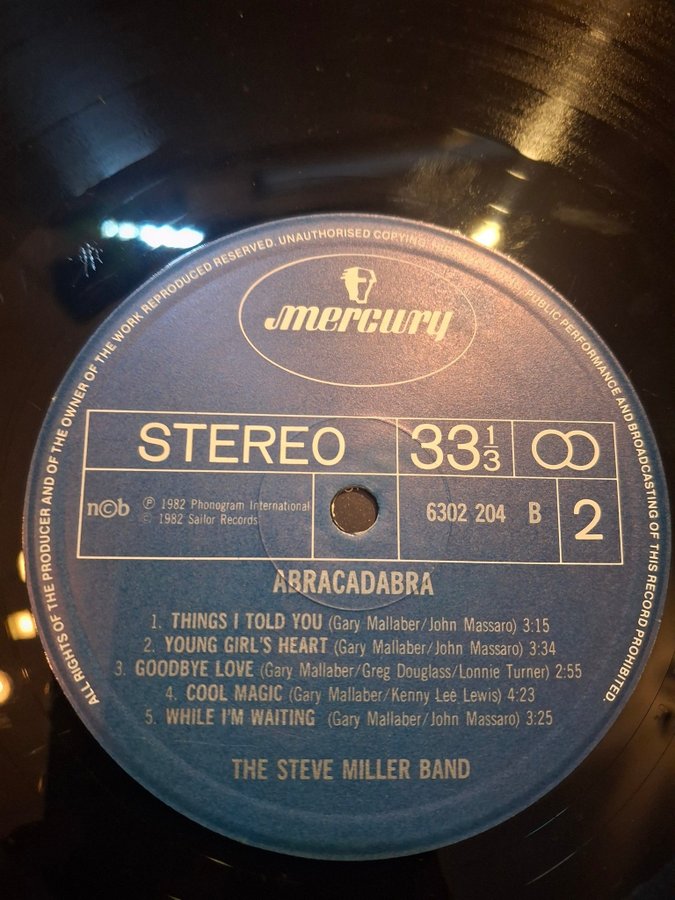 ALL RIGHTS OF THE PRODUCER AND OF THE OWNER OF THE WORK REPRODUCED RESERVED. UNAUTHORISED COPYING,
PUBLIC PERFORMANCE AND BROADCASTING OF THIS RECORD PROHIBITED.
mercury
STEREO 33 1/3
n©b ℗ 1982 Phonogram International
© 1982 Sailor Records
6302 204 B 2
ABRACADABRA
1. THINGS I TOLD YOU (Gary Mallaber/John Massaro) 3:15
2. YOUNG GIRL'S HEART (Gary Mallaber/John Massaro) 3:34
3. GOODBYE LOVE (Gary Mallaber/Greg Douglass/Lonnie Turner) 2:55
4. COOL MAGIC (Gary Mallaber/Kenny Lee Lewis) 4:23
5. WHILE I'M WAITING (Gary Mallaber/John Massaro) 3:25
THE STEVE MILLER BAND